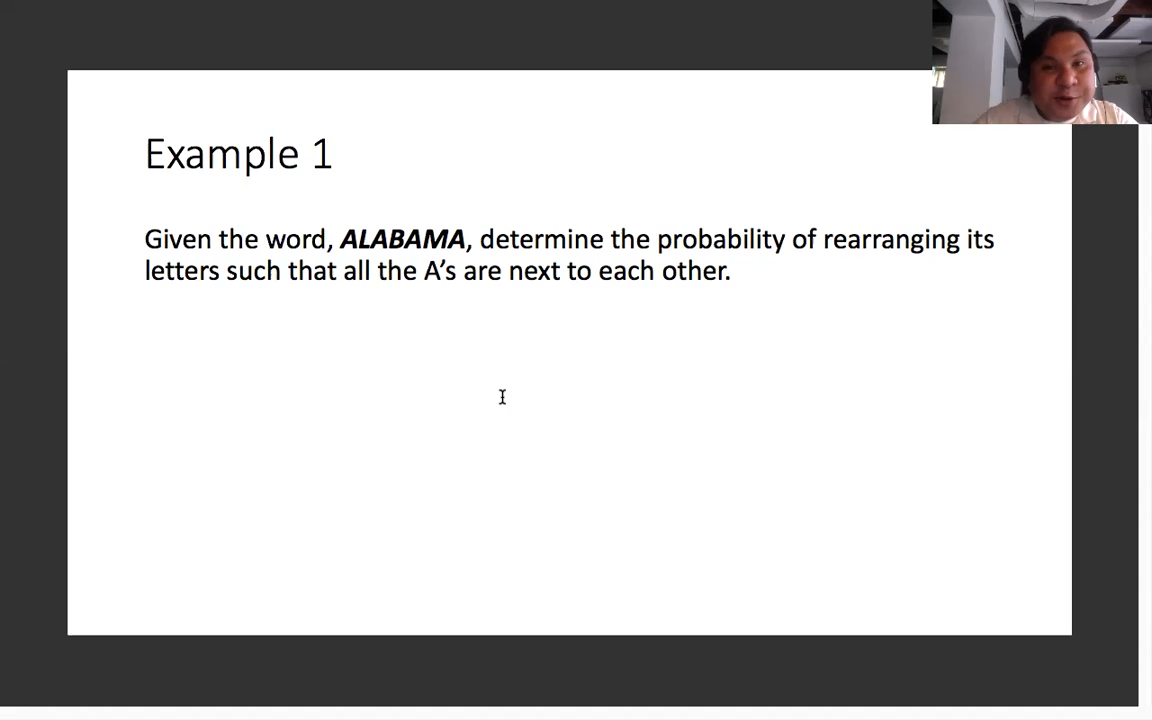 Example 1
Given the word, ALABAMA, determine the probability of rearranging its
letters such that all the A’s are next to each other.